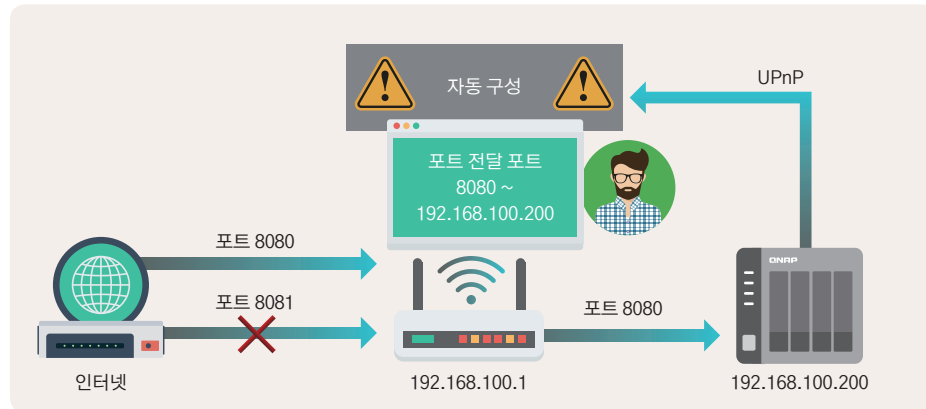 자동 구성
UPnP
포트 전달 포트
8080 ~
192.168.100.200
포트 8080
포트 8081
포트 8080
QNAP
인터넷
192.168.100.1
192.168.100.200